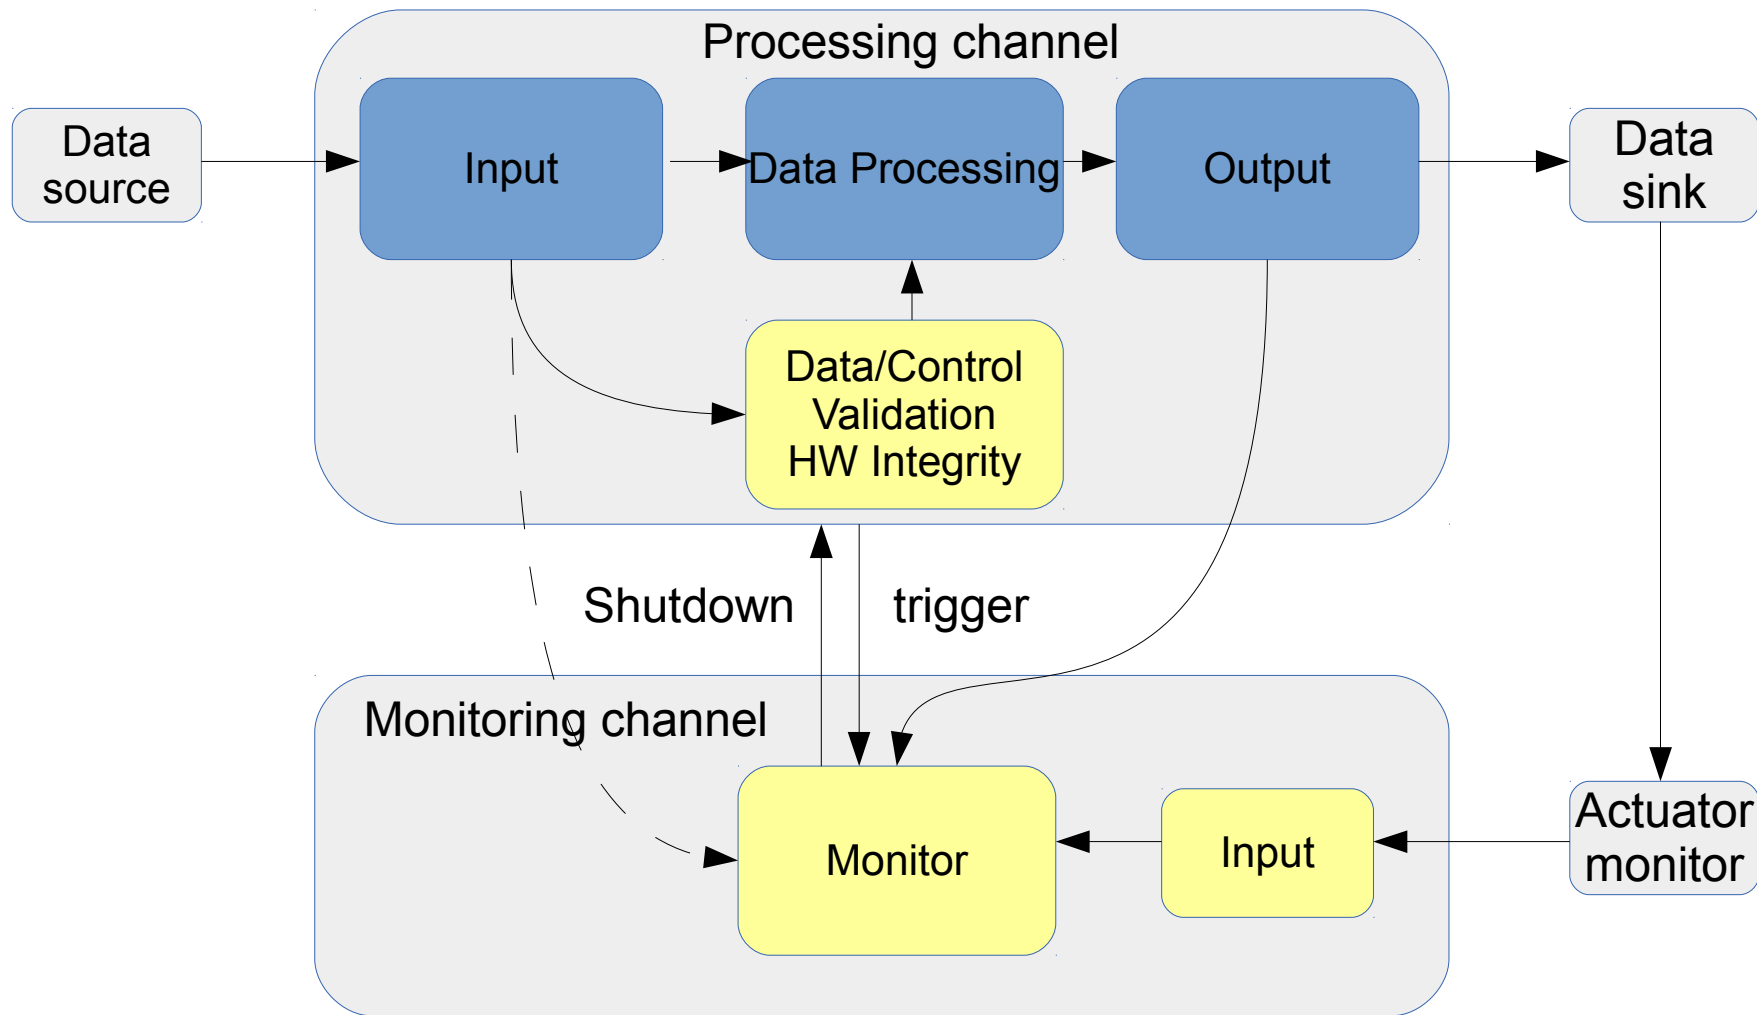 Processing channel
Data
source
Input
Data Processing
Output
Data
sink
Data/Control
Validation
HW Integrity
Shutdown
trigger
Monitoring channel
Monitor
Input
Actuator
monitor